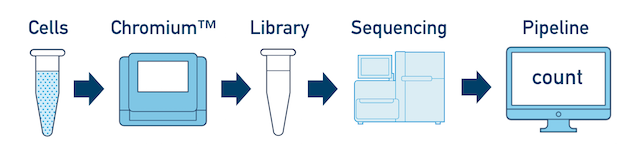 Cells
Chromium™
Library
Sequencing
Pipeline
count